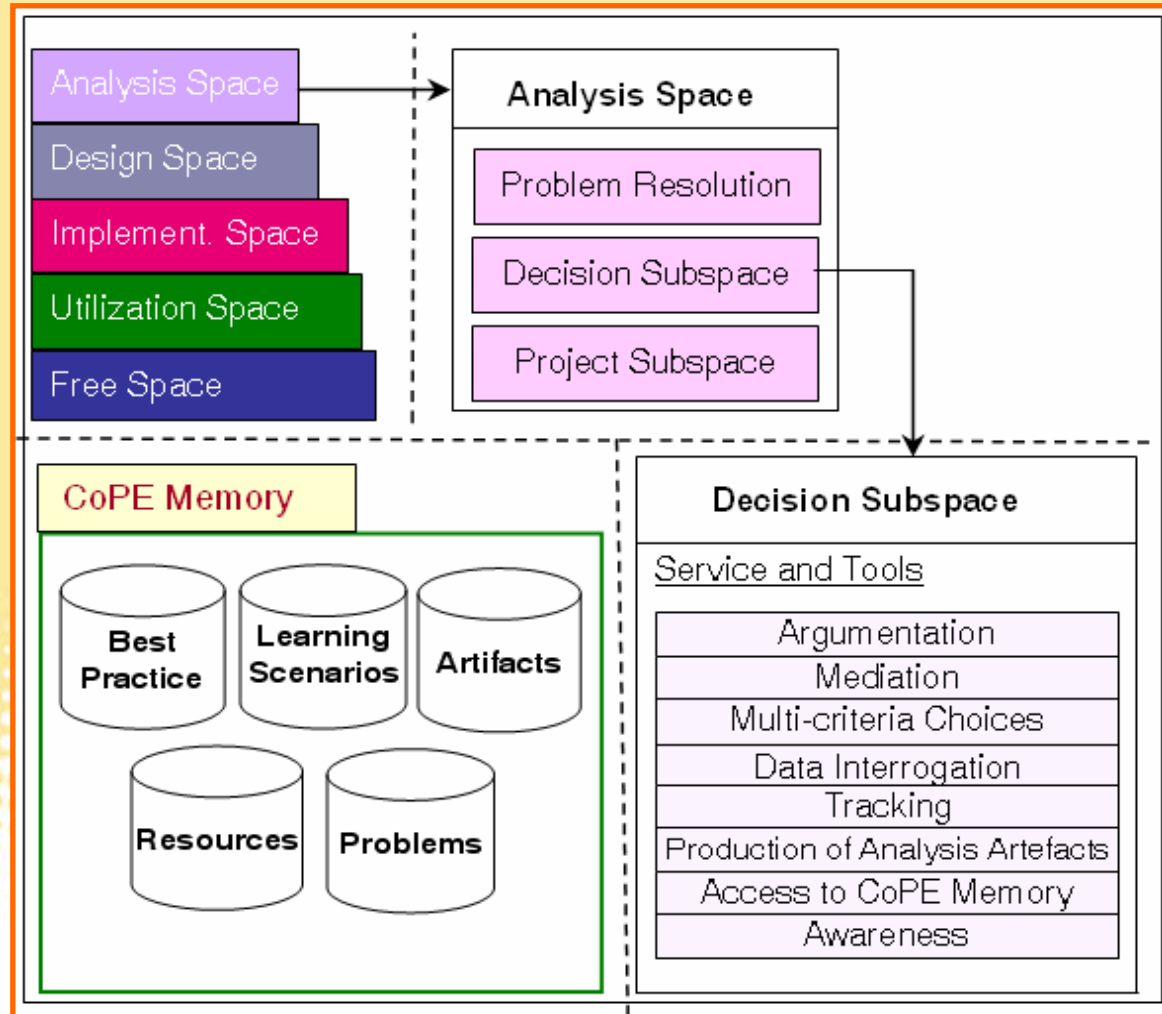 Analysis Space
Design Space
Implement. Space
Utilization Space
Free Space
Analysis Space
Problem Resolution
Decision Subspace
Project Subspace
CoPE Memory
Best
Practice
Learning
Scenarios
Artifacts
Resources
Problems
Decision Subspace
Service and Tools
Argumentation
Mediation
Multi-criteria Choices
Data Interrogation
Tracking
Production of Analysis Artefacts
Access to CoPE Memory
Awareness